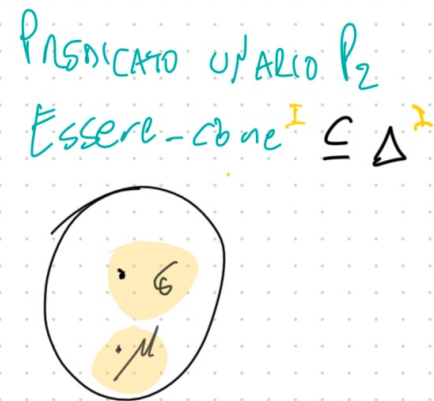 PREDICATO UNARIO P₂
Essere-cane^I ⊆ Δ^I
G
M